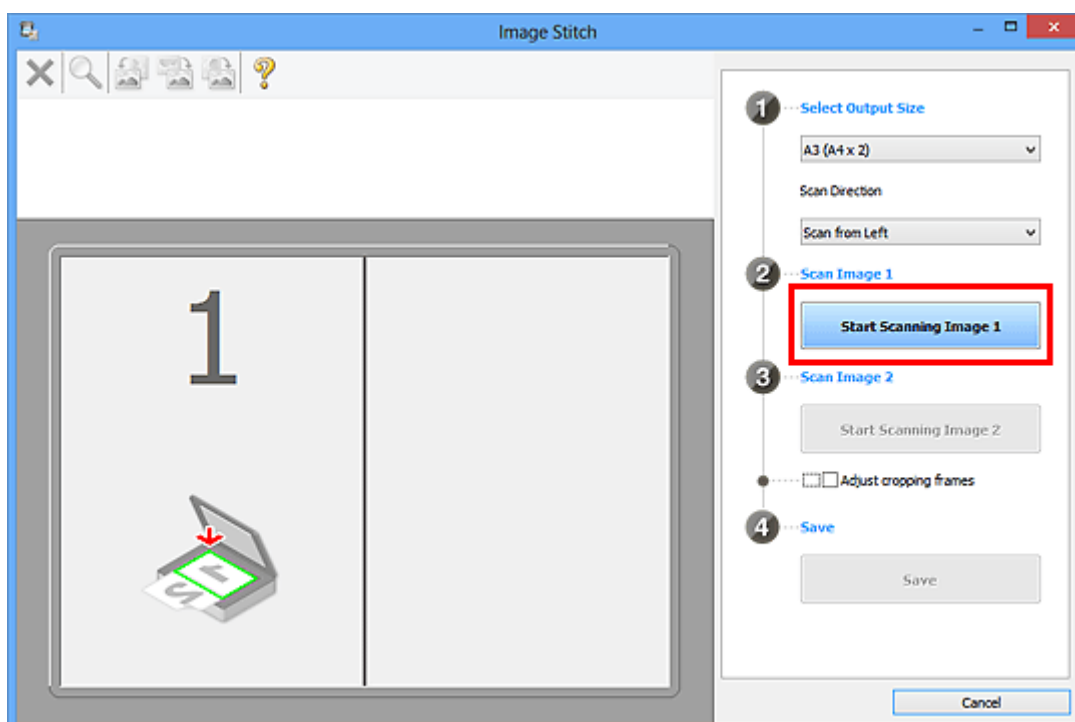 Image Stitch
1
Select Output Size
A3 (A4 x 2)
Scan Direction
Scan from Left
2
Scan Image 1
Start Scanning Image 1
3
Scan Image 2
Start Scanning Image 2
Adjust cropping frames
4
Save
Save
Cancel
1